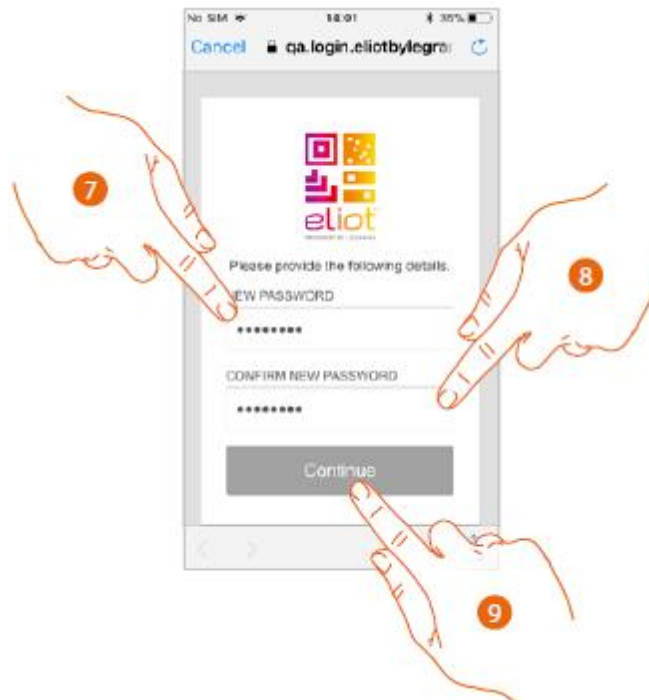 No SIM 18:01 35%
Cancel qa.login.eliotbylegra
eliot
Please provide the following details.
EW PASSWORD
••••••••
CONFIRM NEW PASSWORD
••••••••
Continue
7
8
9